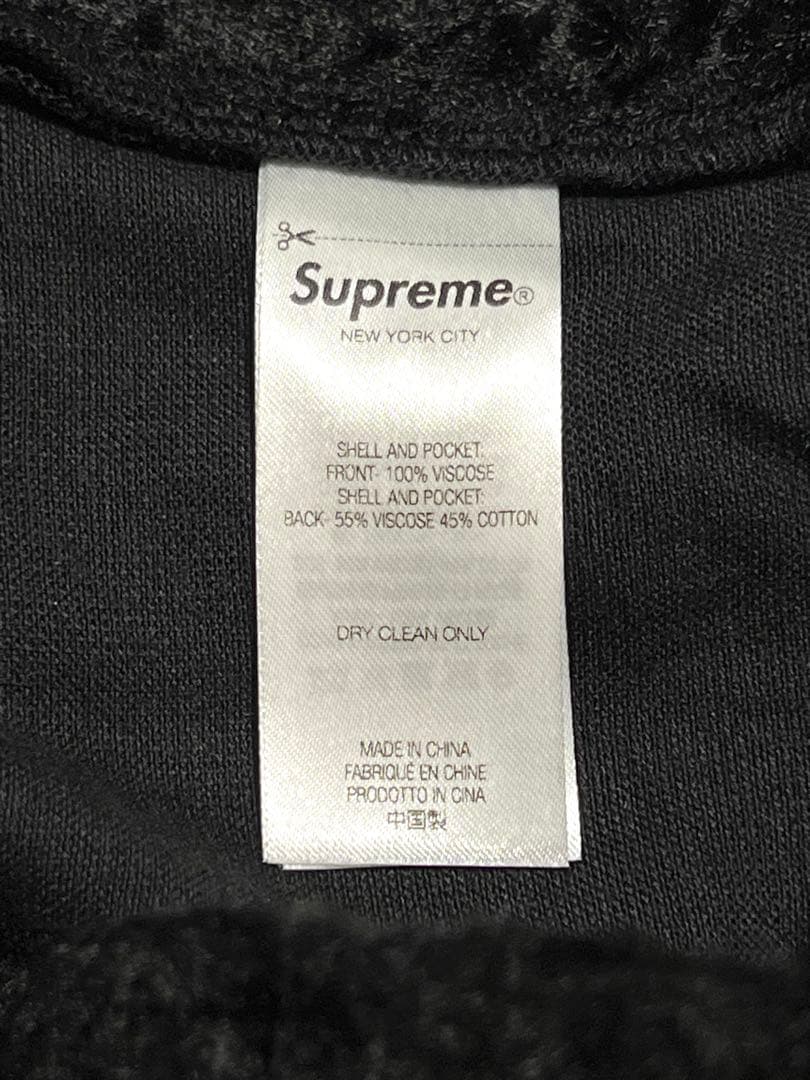 Supreme®
NEW YORK CITY
SHELL AND POCKET:
FRONT- 100% VISCOSE
SHELL AND POCKET:
BACK- 55% VISCOSE 45% COTTON
DRY CLEAN ONLY
MADE IN CHINA
FABRIQUÉ EN CHINE
PRODOTTO IN CINA
中国製